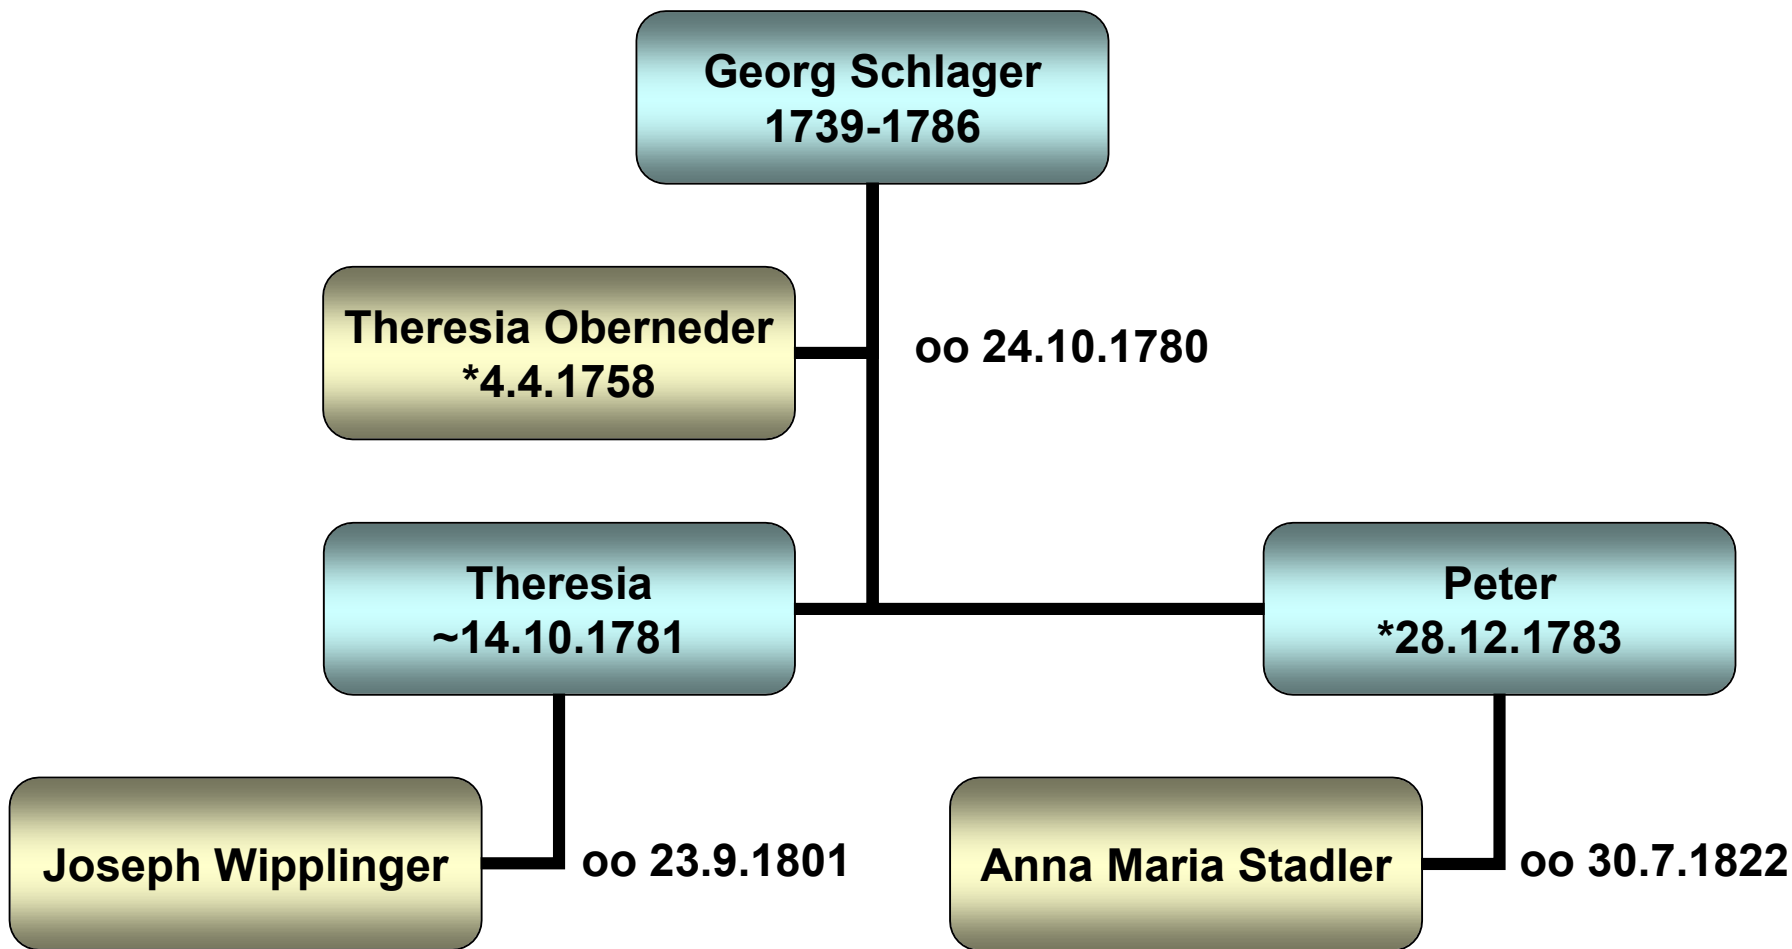 Georg Schlager
1739-1786
Theresia Oberneder
*4.4.1758
oo 24.10.1780
Theresia
~14.10.1781
Peter
*28.12.1783
Joseph Wipplinger
oo 23.9.1801
Anna Maria Stadler
oo 30.7.1822